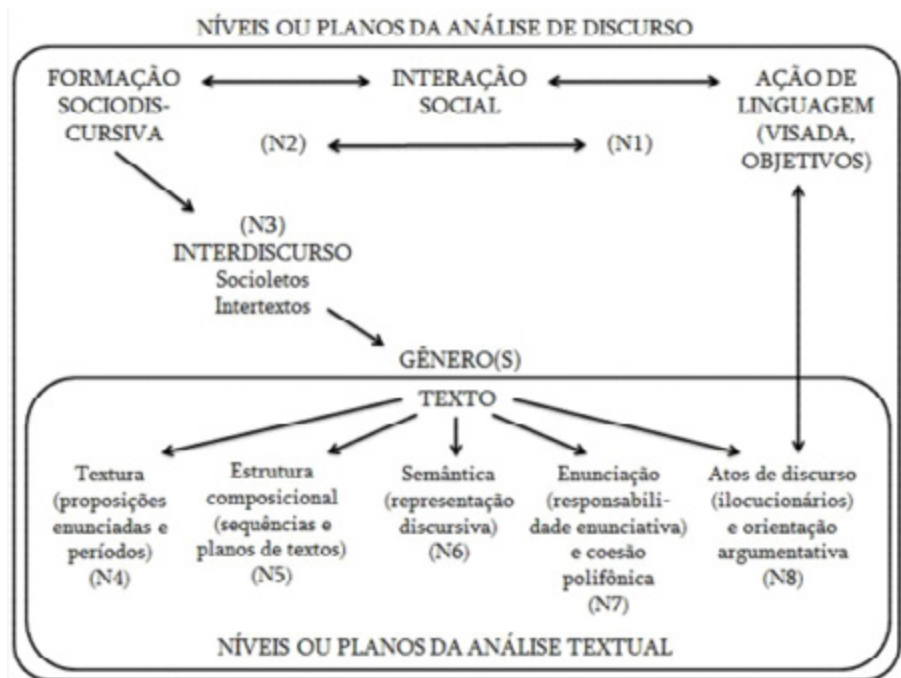 NÍVEIS OU PLANOS DA ANÁLISE DE DISCURSO
FORMAÇÃO
SOCIODIS-
CURSIVA
INTERAÇÃO
SOCIAL
AÇÃO DE
LINGUAGEM
(VISADA,
OBJETIVOS)
(N2)
(N1)
(N3)
INTERDISCURSO
Socioletos
Intertextos
GÊNERO(S)
TEXTO
Textura
(proposições
enunciadas e
períodos)
(N4)
Estrutura
composicional
(sequências e
planos de textos)
(N5)
Semântica
(representação
discursiva)
(N6)
Enunciação
(responsabili-
dade enunciativa)
e coesão
polifônica
(N7)
Atos de discurso
(ilocucionários)
e orientação
argumentativa
(N8)
NÍVEIS OU PLANOS DA ANÁLISE TEXTUAL